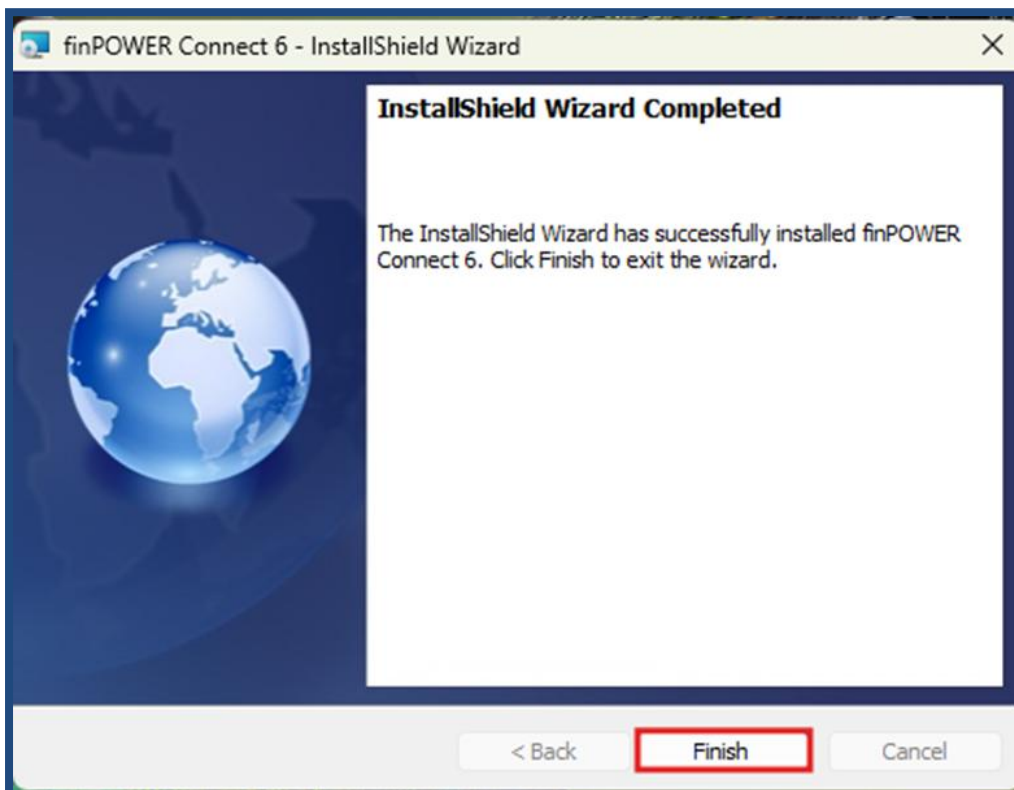 finPOWER Connect 6 - InstallShield Wizard
InstallShield Wizard Completed
The InstallShield Wizard has successfully installed finPOWER
Connect 6. Click Finish to exit the wizard.
< Back Finish Cancel